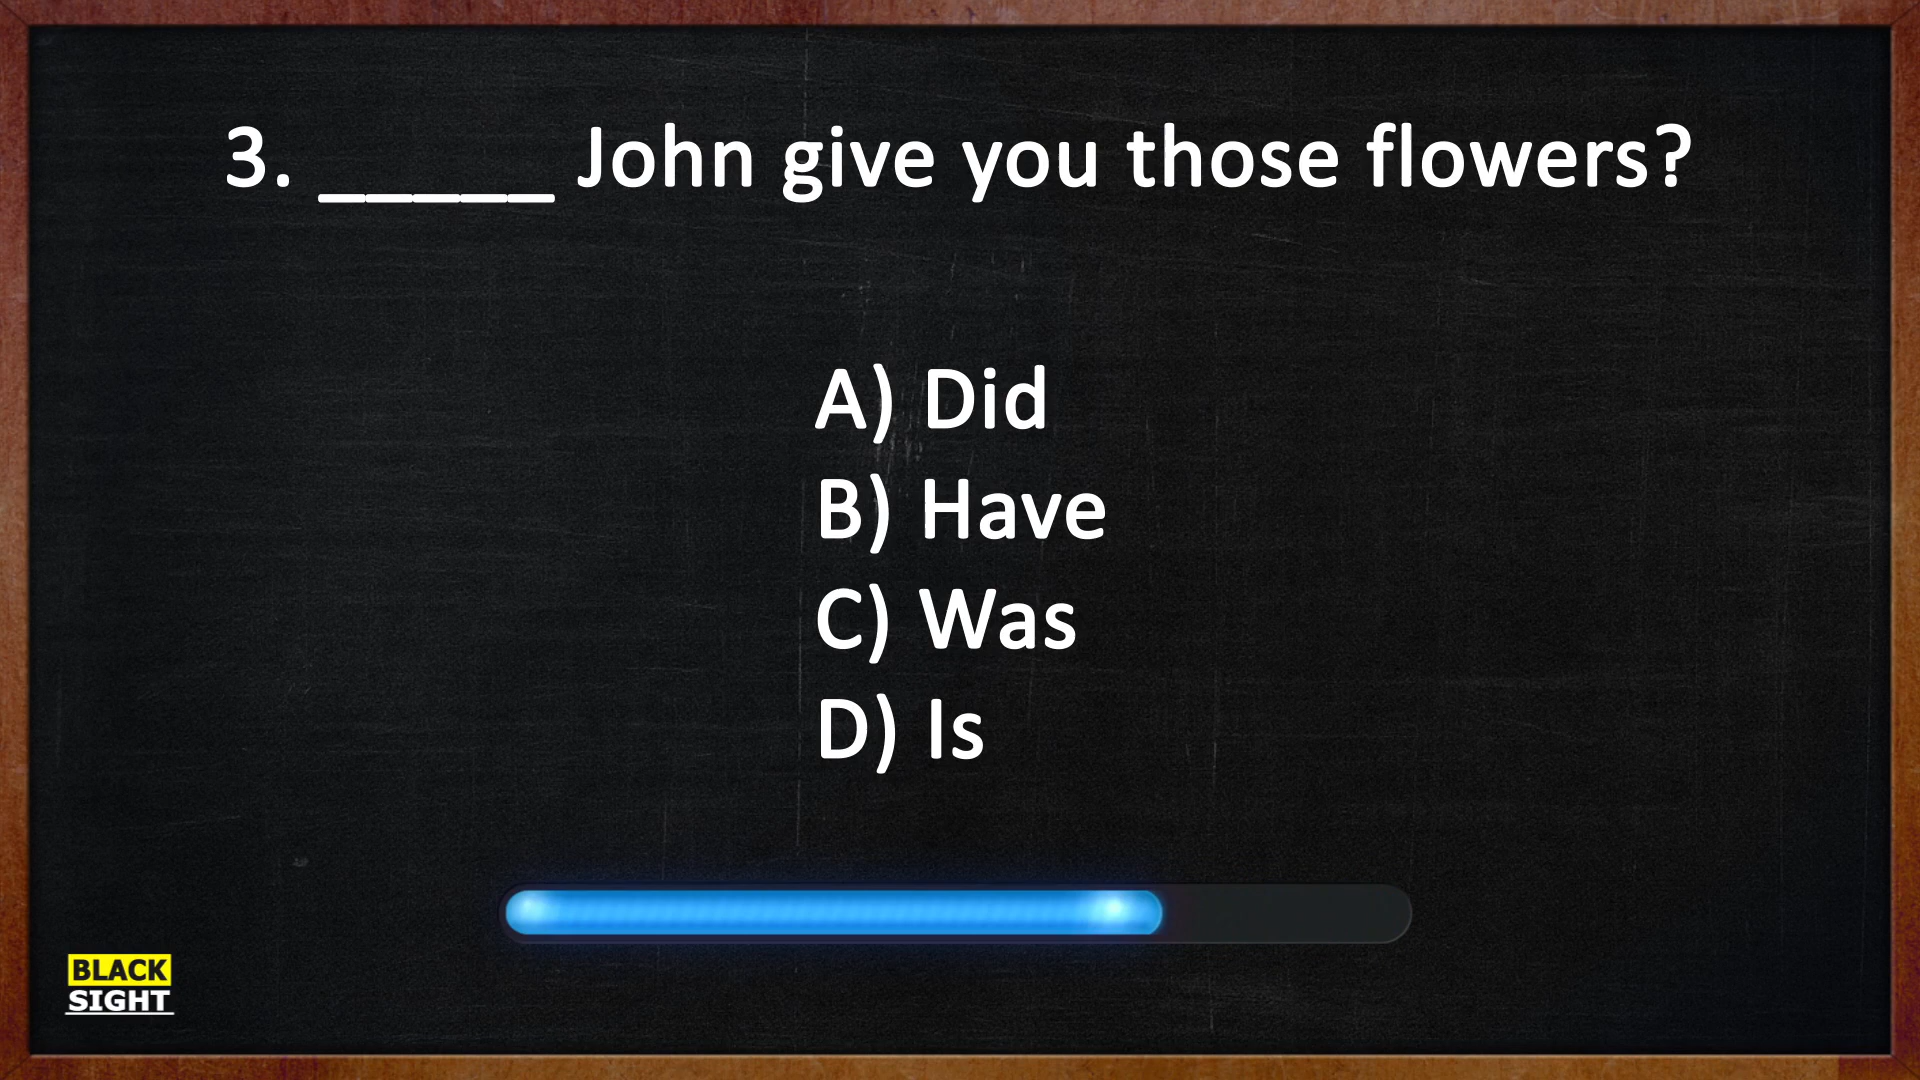 3. _____ John give you those flowers?
A) Did
B) Have
C) Was
D) Is
BLACK
SIGHT